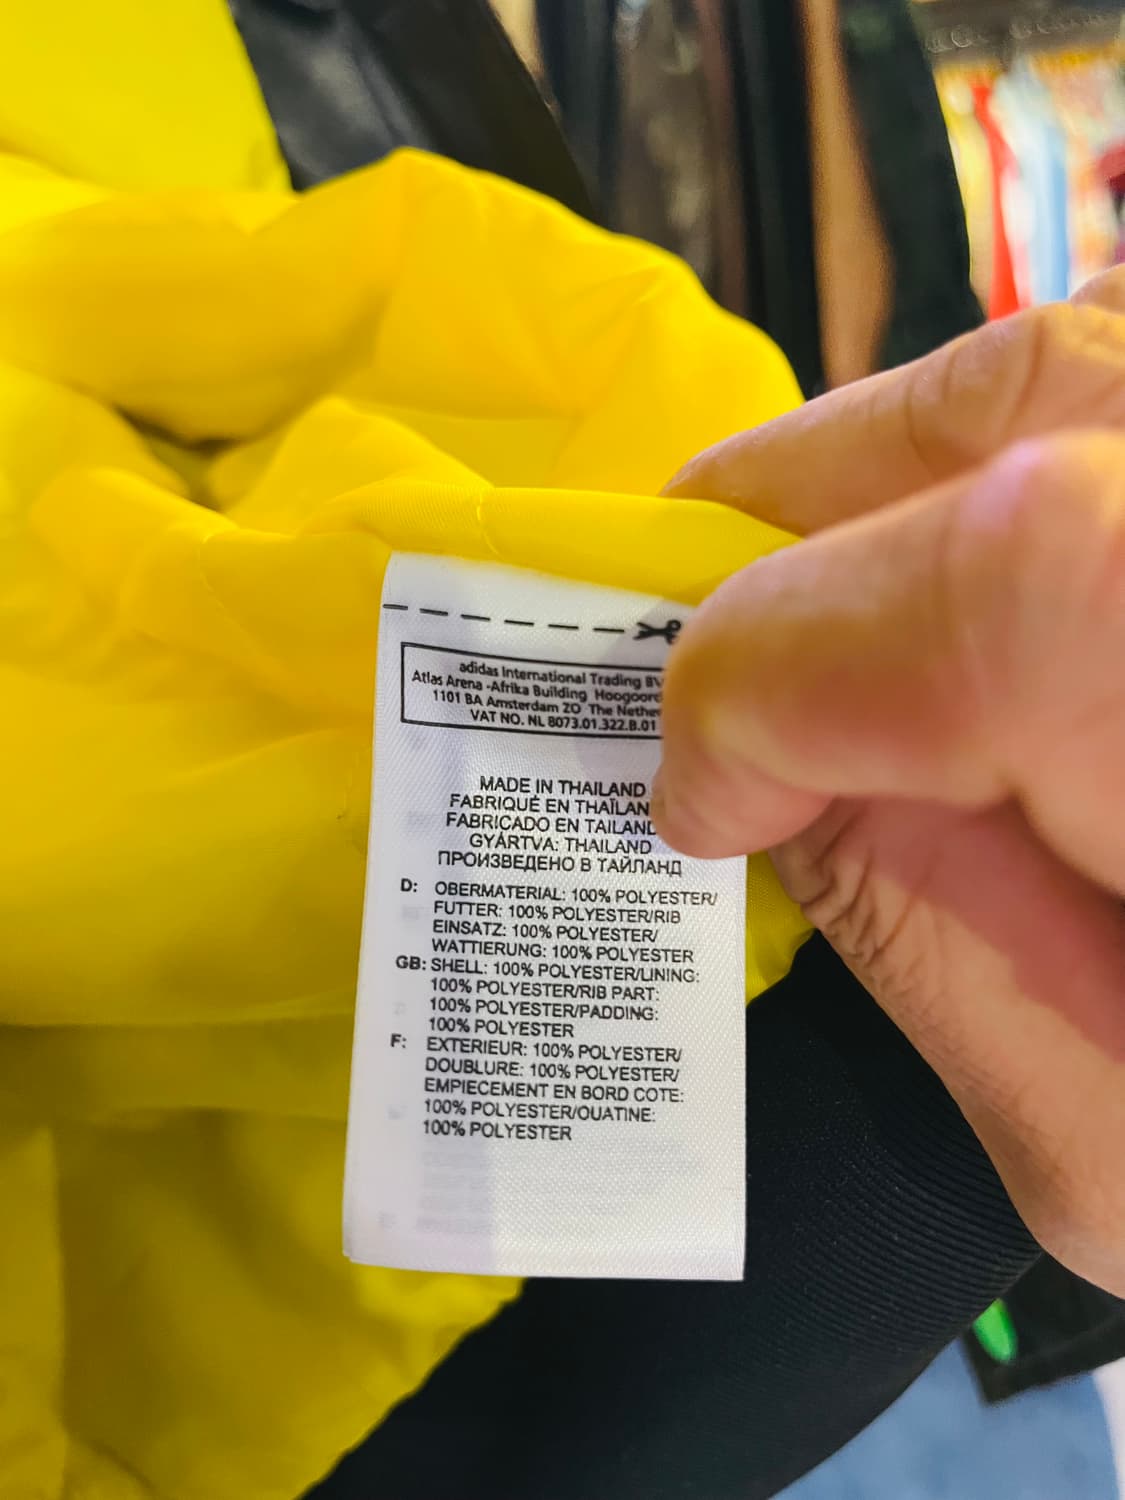 adidas International Trading BV
Atlas Arena -Afrika Building Hoogoord
1101 BA Amsterdam ZO The Nether
VAT NO. NL 8073.01.322.B.01
MADE IN THAILAND
FABRIQUÉ EN THAÏLAN
FABRICADO EN TAILAND
GYÁRTVA: THAILAND
ПРОИЗВЕДЕНО В ТАЙЛАНД
D: OBERMATERIAL: 100% POLYESTER/
FUTTER: 100% POLYESTER/RIB
EINSATZ: 100% POLYESTER/
WATTIERUNG: 100% POLYESTER
GB: SHELL: 100% POLYESTER/LINING:
100% POLYESTER/RIB PART:
100% POLYESTER/PADDING:
100% POLYESTER
F: EXTERIEUR: 100% POLYESTER/
DOUBLURE: 100% POLYESTER/
EMPIECEMENT EN BORD COTE:
100% POLYESTER/OUATINE:
100% POLYESTER